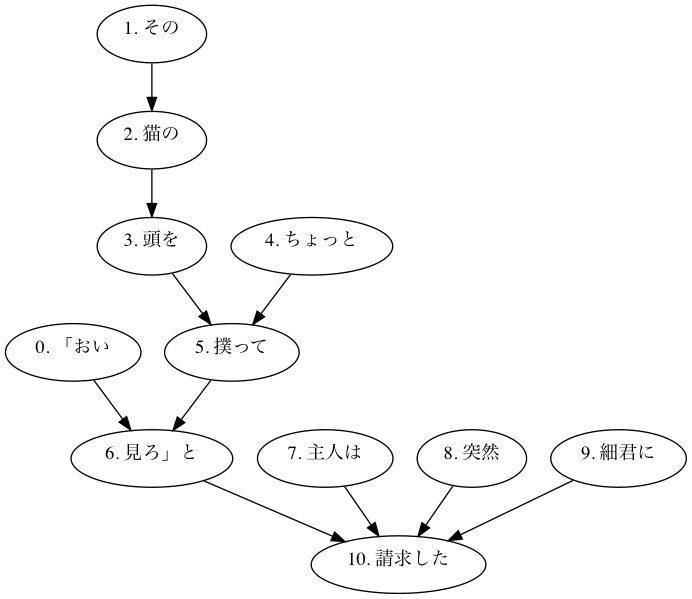 1. その
2. 猫の
3. 頭を
4. ちょっと
0. 「おい
5. 撲って
6. 見ろ」と
7. 主人は
8. 突然
9. 細君に
10. 請求した